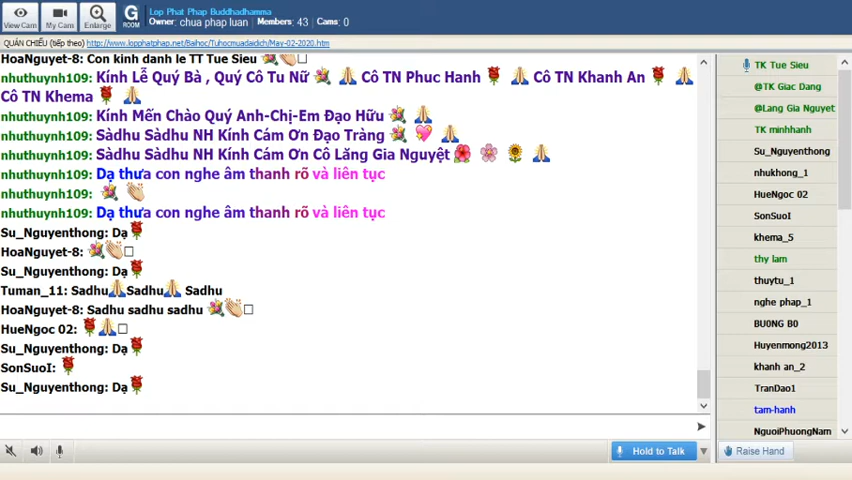 View Cam
My Cam
Enlarge
G
ROOM
Lop Phat Phap Buddhadhamma
Owner: chua phap luan Members: 43 Cams: 0
QUÁN CHIẾU (tiếp theo) http://www.lopphatphap.net/Baihoc/Tuhocmuadaidich/May-02-2020.htm
HoaNguyet-8: Con kinh danh le TT Tue Sieu
nhuthuynh109: Kính Lễ Quý Bà , Quý Cô Tu Nữ Cô TN Phuc Hanh Cô TN Khanh An
Cô TN Khema
nhuthuynh109: Kính Mến Chào Quý Anh-Chị-Em Đạo Hữu
nhuthuynh109: Sàdhu Sàdhu NH Kính Cám Ơn Đạo Tràng
nhuthuynh109: Sàdhu Sàdhu NH Kính Cám Ơn Cô Lăng Gia Nguyệt
nhuthuynh109: Dạ thưa con nghe âm thanh rõ và liên tục
nhuthuynh109:
nhuthuynh109: Dạ thưa con nghe âm thanh rõ và liên tục
Su_Nguyenthong: Dạ
HoaNguyet-8:
Su_Nguyenthong: Dạ
Tuman_11: Sadhu Sadhu Sadhu
HoaNguyet-8: Sadhu sadhu sadhu
HueNgoc 02:
Su_Nguyenthong: Dạ
SonSuoI:
Su_Nguyenthong: Dạ
TK Tue Sieu
@TK Giac Dang
@Lang Gia Nguyet
TK minhhanh
Su_Nguyenthong
nhukhong_1
HueNgoc 02
SonSuoI
khema_5
thy lam
thuytu_1
nghe phap_1
BU0NG B0
Huyenmong2013
khanh an_2
TranDao1
tam-hanh
NguoiPhuongNam
Hold to Talk
Raise Hand